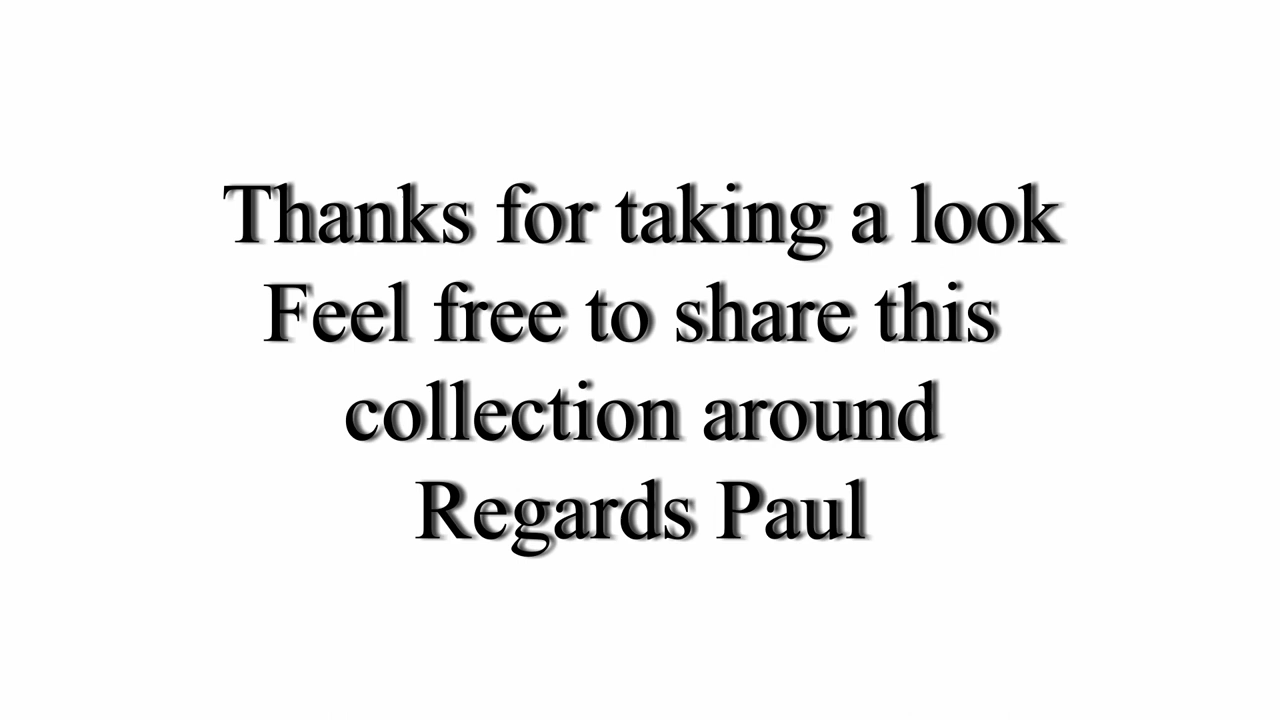 Thanks for taking a look
Feel free to share this
collection around
Regards Paul